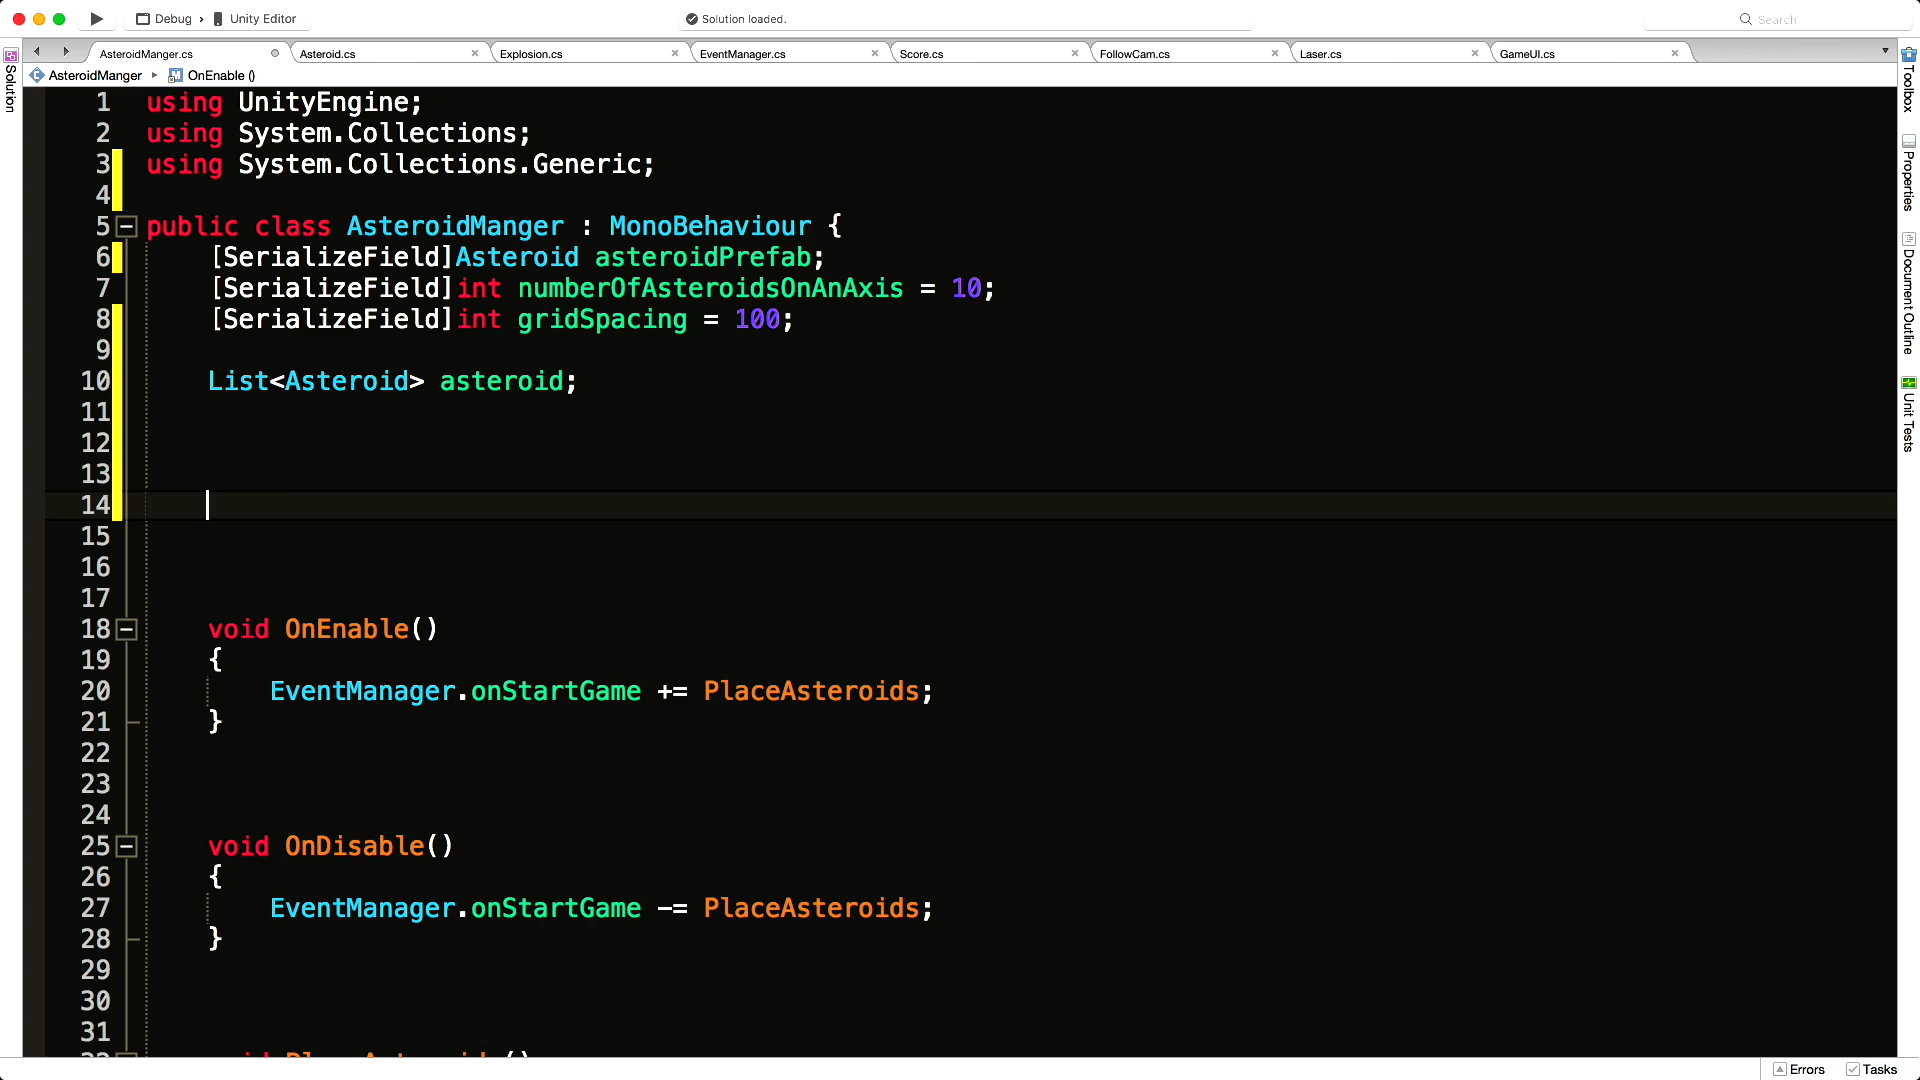 Debug › Unity Editor
Solution loaded.
Search
AsteroidManger.cs
Asteroid.cs
Explosion.cs
EventManager.cs
Score.cs
FollowCam.cs
Laser.cs
GameUI.cs
AsteroidManger
OnEnable ()
Solution
Toolbox
Properties
Document Outline
Unit Tests
1 using UnityEngine;
2 using System.Collections;
3 using System.Collections.Generic;
4
5 public class AsteroidManger : MonoBehaviour {
6 [SerializeField]Asteroid asteroidPrefab;
7 [SerializeField]int numberOfAsteroidsOnAnAxis = 10;
8 [SerializeField]int gridSpacing = 100;
9
10 List<Asteroid> asteroid;
11
12
13
14
15
16
17
18 void OnEnable()
19 {
20 EventManager.onStartGame += PlaceAsteroids;
21 }
22
23
24
25 void OnDisable()
26 {
27 EventManager.onStartGame -= PlaceAsteroids;
28 }
29
30
31
Errors
Tasks